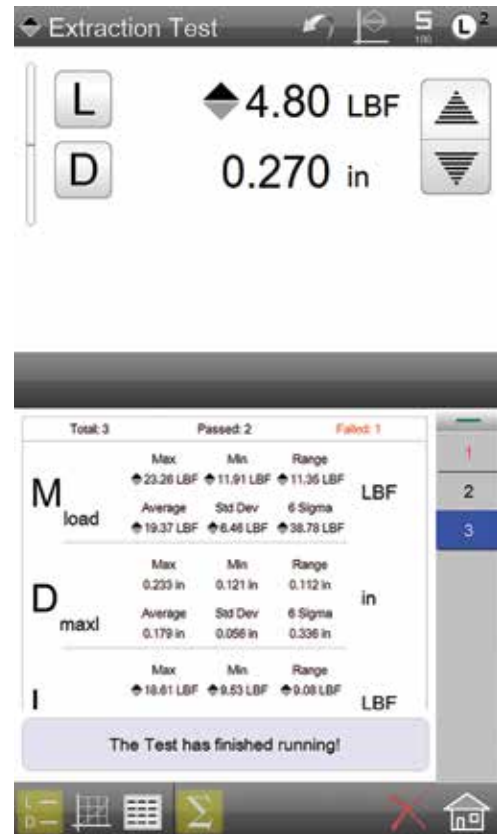 Extraction Test
S
100
L 2
L
4.80 LBF
D
0.270 in
Total: 3 Passed: 2 Failed: 1
1
2
3
Max Min Range
23.26 LBF 11.91 LBF 11.35 LBF
M load LBF
Average Std Dev 6 Sigma
19.37 LBF 6.46 LBF 38.78 LBF
Max Min Range
0.233 in 0.121 in 0.112 in
D maxl in
Average Std Dev 6 Sigma
0.179 in 0.056 in 0.336 in
Max Min Range
18.61 LBF 9.53 LBF 9.08 LBF
LBF
The Test has finished running!
L
D
Σ